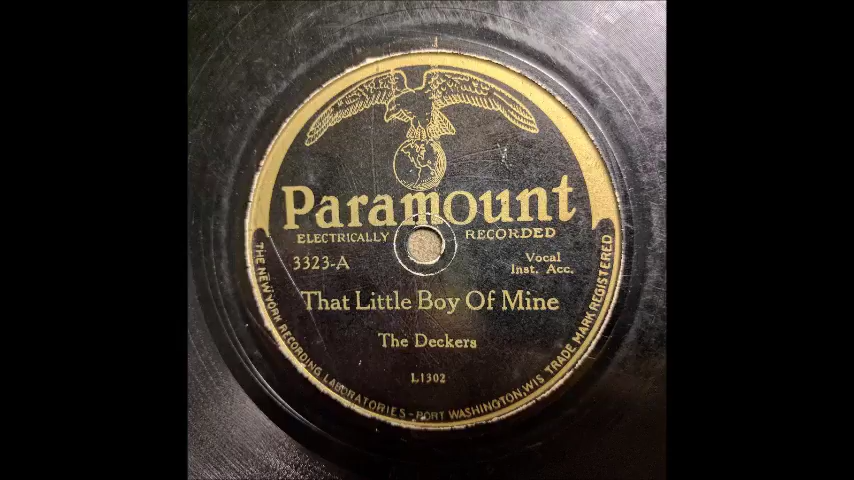 Paramount
ELECTRICALLY RECORDED
3323-A
Vocal
Inst. Acc.
That Little Boy Of Mine
The Deckers
L1302
THE NEW YORK RECORDING LABORATORIES - PORT WASHINGTON, WIS. TRADE MARK REGISTERED